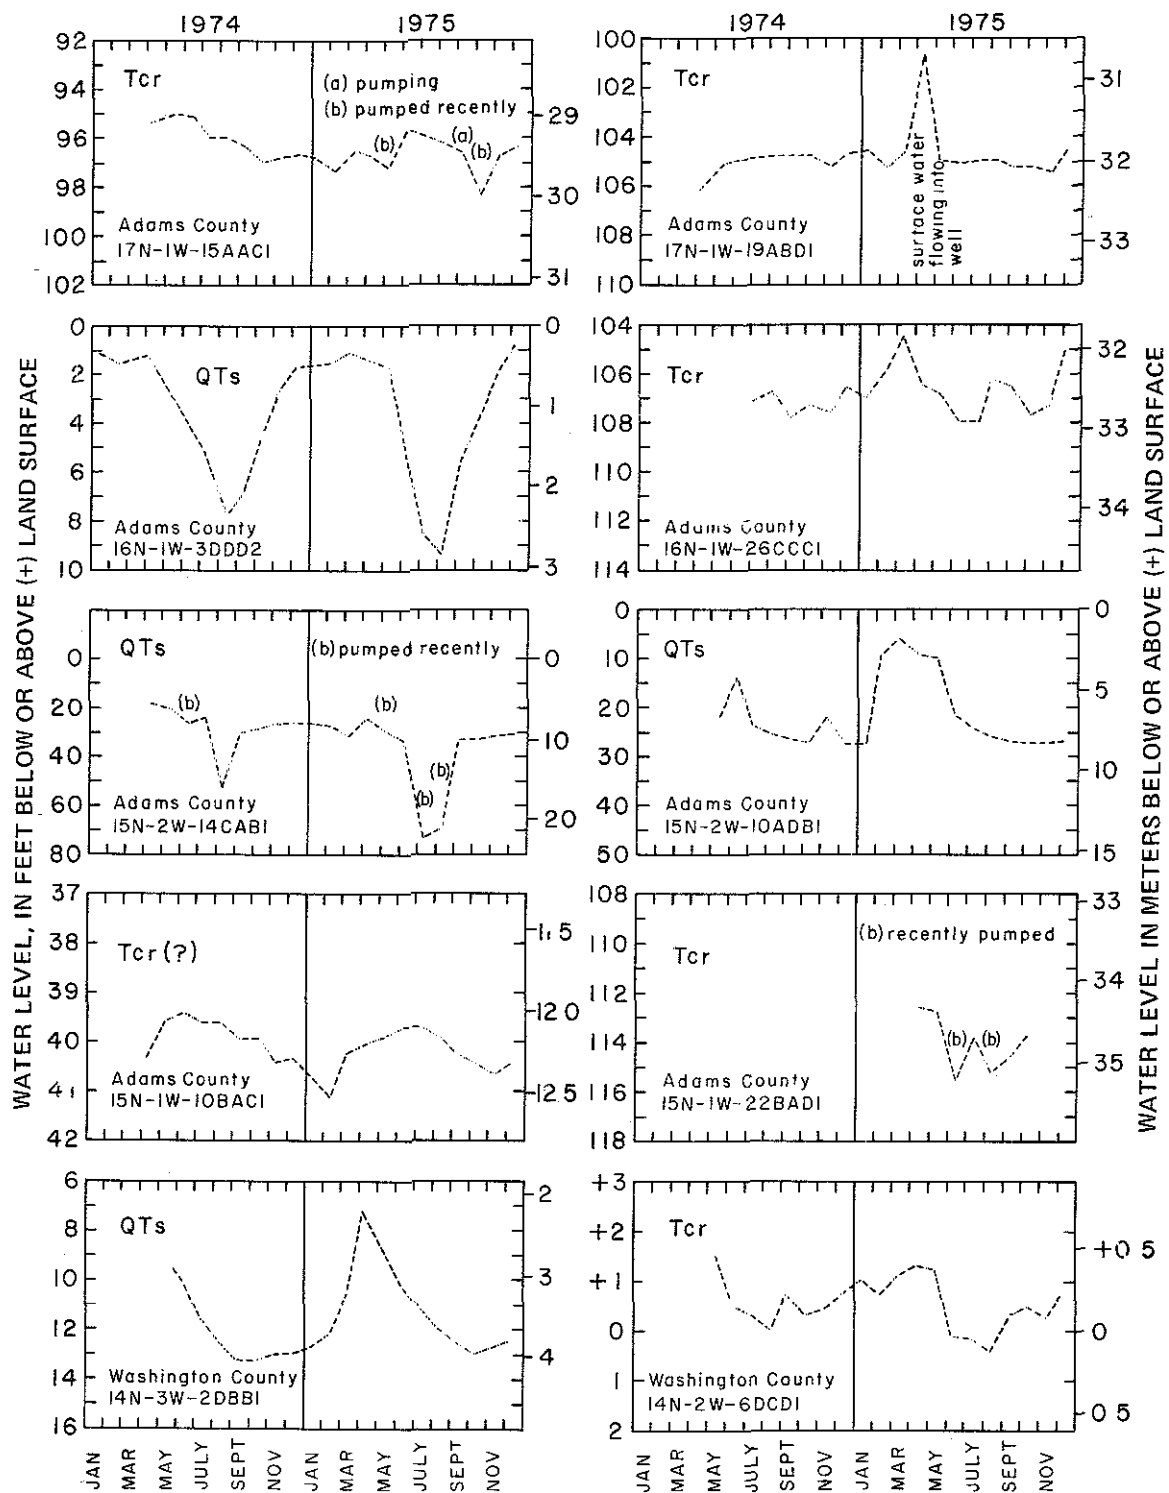 1974 1975
1974 1975
WATER LEVEL, IN FEET BELOW OR ABOVE (+) LAND SURFACE
92
94
96
98
100
102
Tcr
(a) pumping
(b) pumped recently
(b)
(a)
(b)
Adams County
17N-1W-15AAC1
29
30
31
100
102
104
106
108
110
Tcr
surface water
flowing into
well
Adams County
17N-1W-19ABD1
31
32
33
0
2
4
6
8
10
QTs
Adams County
16N-1W-3DDD2
0
1
2
3
104
106
108
110
112
114
Tcr
Adams County
16N-1W-26CCC1
32
33
34
0
20
40
60
80
QTs
(b) pumped recently
(b)
(b)
(b)
(b)
Adams County
15N-2W-14CAB1
0
10
20
0
10
20
30
40
50
QTs
Adams County
15N-2W-10ADB1
0
5
10
15
37
38
39
40
41
42
Tcr (?)
Adams County
15N-1W-10BAC1
11.5
12.0
12.5
108
110
112
114
116
118
Tcr
(b) recently pumped
(b)
(b)
Adams County
15N-1W-22BAD1
33
34
35
6
8
10
12
13
16
QTs
Washington County
14N-3W-2DBB1
2
3
4
+3
+2
+1
0
1
2
Tcr
Washington County
14N-2W-6DCD1
+0 5
0
0 5
JAN MAR MAY JULY SEPT NOV JAN MAR MAY JULY SEPT NOV
JAN MAR MAY JULY SEPT NOV JAN MAR MAY JULY SEPT NOV
WATER LEVEL IN METERS BELOW OR ABOVE (+) LAND SURFACE